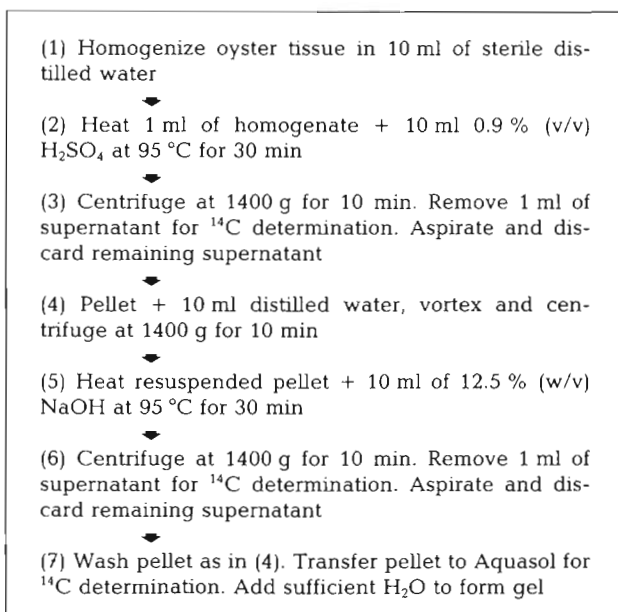 (1) Homogenize oyster tissue in 10 ml of sterile dis-
tilled water
(2) Heat 1 ml of homogenate + 10 ml 0.9 % (v/v)
H₂SO₄ at 95 °C for 30 min
(3) Centrifuge at 1400 g for 10 min. Remove 1 ml of
supernatant for ¹⁴C determination. Aspirate and dis-
card remaining supernatant
(4) Pellet + 10 ml distilled water, vortex and cen-
trifuge at 1400 g for 10 min
(5) Heat resuspended pellet + 10 ml of 12.5 % (w/v)
NaOH at 95 °C for 30 min
(6) Centrifuge at 1400 g for 10 min. Remove 1 ml of
supernatant for ¹⁴C determination. Aspirate and dis-
card remaining supernatant
(7) Wash pellet as in (4). Transfer pellet to Aquasol for
¹⁴C determination. Add sufficient H₂O to form gel